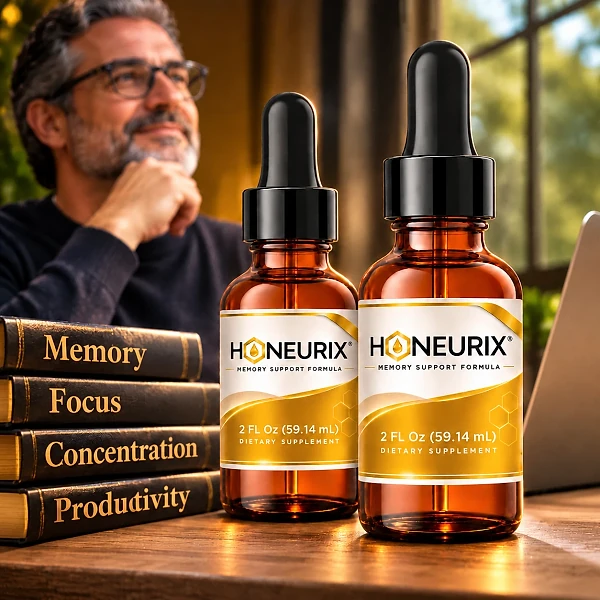 Memory
Focus
Concentration
Produdivity
HONEURIX®
MEMORY SUPPORT FORMULA
2 FL Oz (59.14 mL)
DIETARY SUPPLEMENT
HONEURIX®
MEMORY SUPPORT FORMULA
2 FL Oz (59.14 mL)
DIETARY SUPPLEMENT